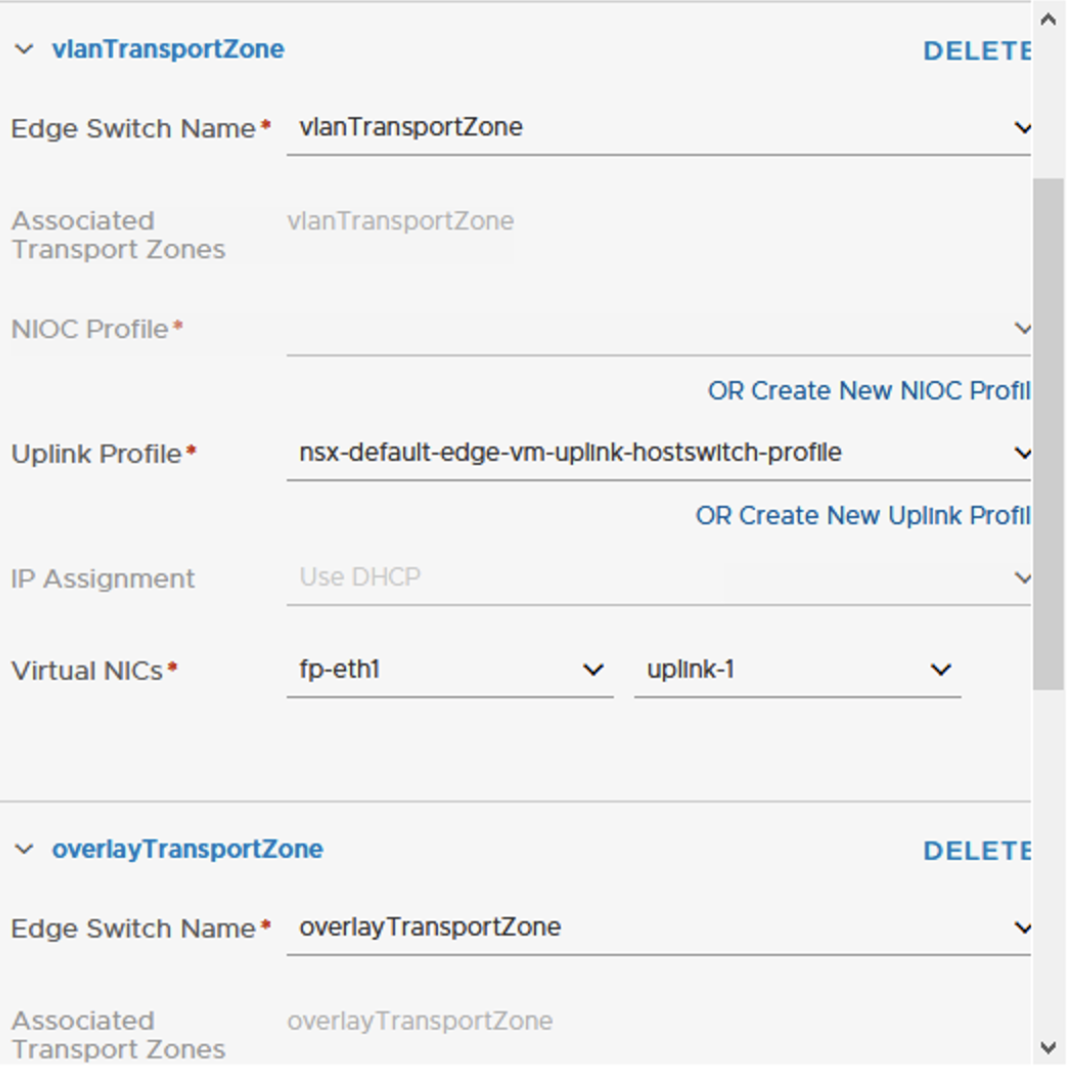 vlanTransportZone DELETE
Edge Switch Name* vlanTransportZone
Associated vlanTransportZone
Transport Zones
NIOC Profile*
OR Create New NIOC Profil
Uplink Profile* nsx-default-edge-vm-uplink-hostswitch-profile
OR Create New Uplink Profil
IP Assignment Use DHCP
Virtual NICs* fp-eth1 uplink-1
overlayTransportZone DELETE
Edge Switch Name* overlayTransportZone
Associated overlayTransportZone
Transport Zones